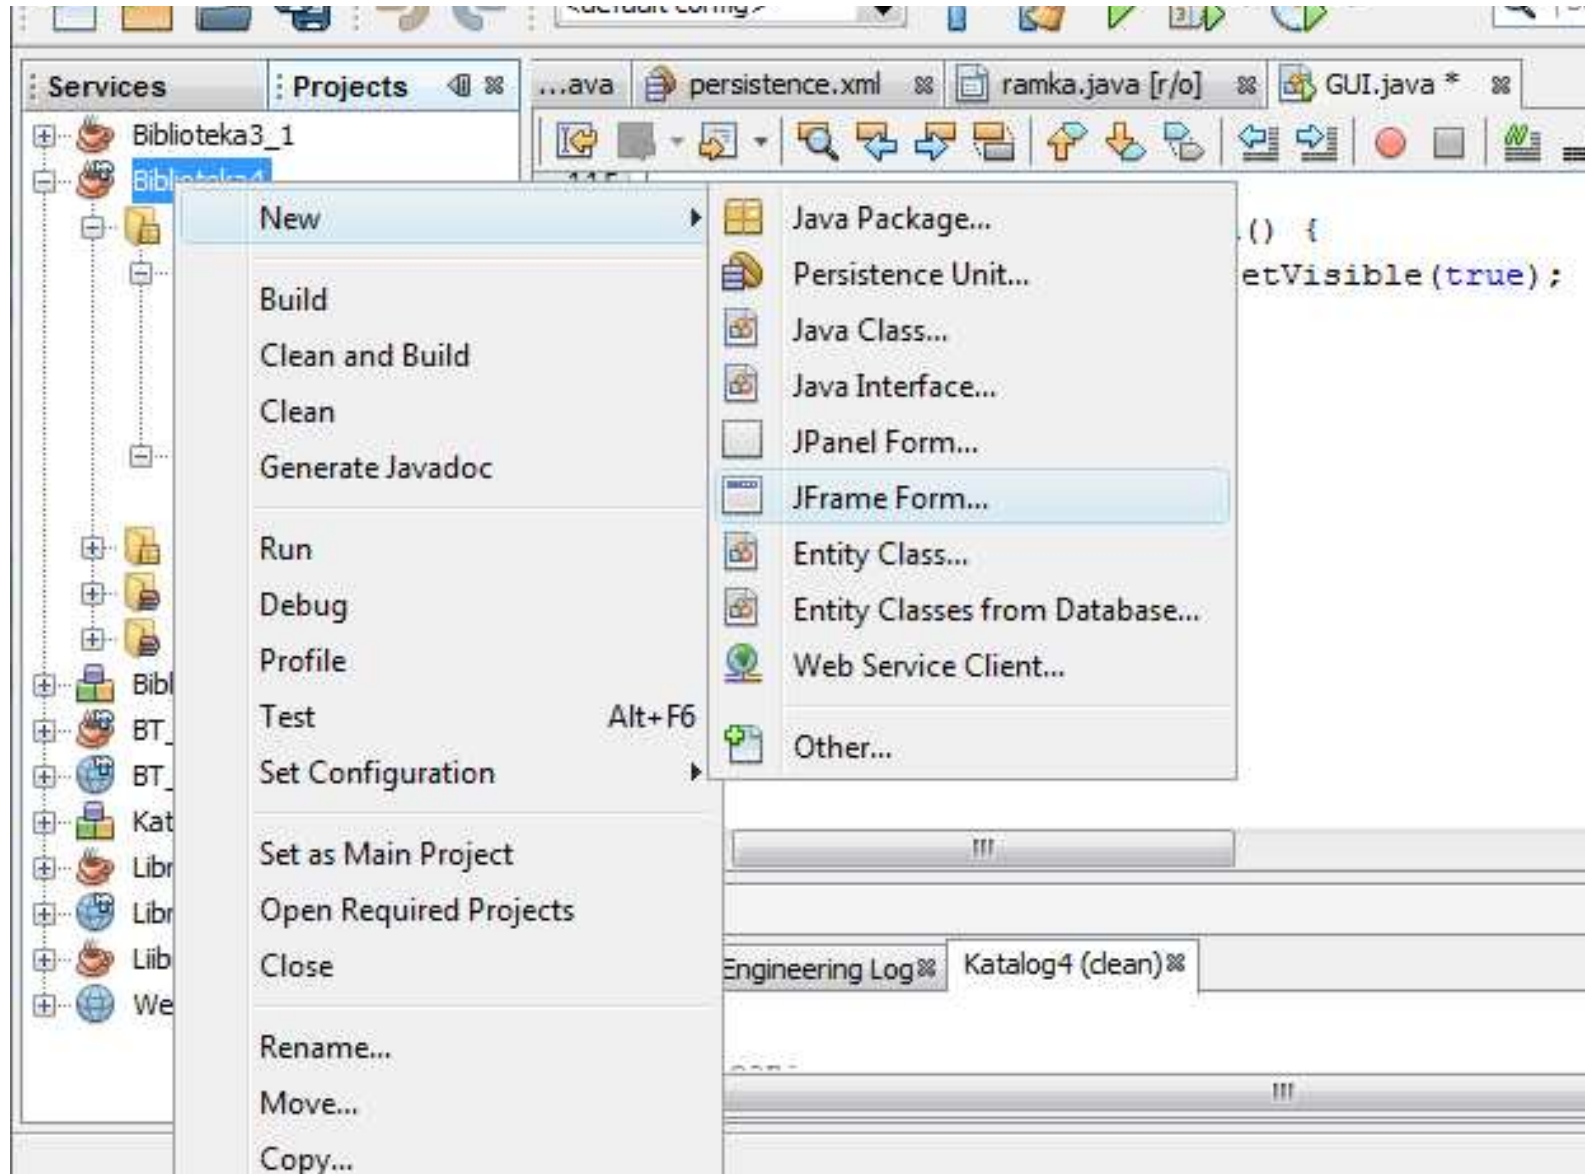 <default config>
Services
Projects
...ava
persistence.xml
ramka.java [r/o]
GUI.java *
Biblioteka3_1
Biblioteka4
New
Build
Clean and Build
Clean
Generate Javadoc
Run
Debug
Profile
Test Alt+F6
Set Configuration
Set as Main Project
Open Required Projects
Close
Rename...
Move...
Copy...
Java Package...
Persistence Unit...
Java Class...
Java Interface...
JPanel Form...
JFrame Form...
Entity Class...
Entity Classes from Database...
Web Service Client...
Other...
() {
etVisible(true);
Bibl
BT_
BT_
Kat
Libr
Libr
Liib
We
Engineering Log
Katalog4 (clean)